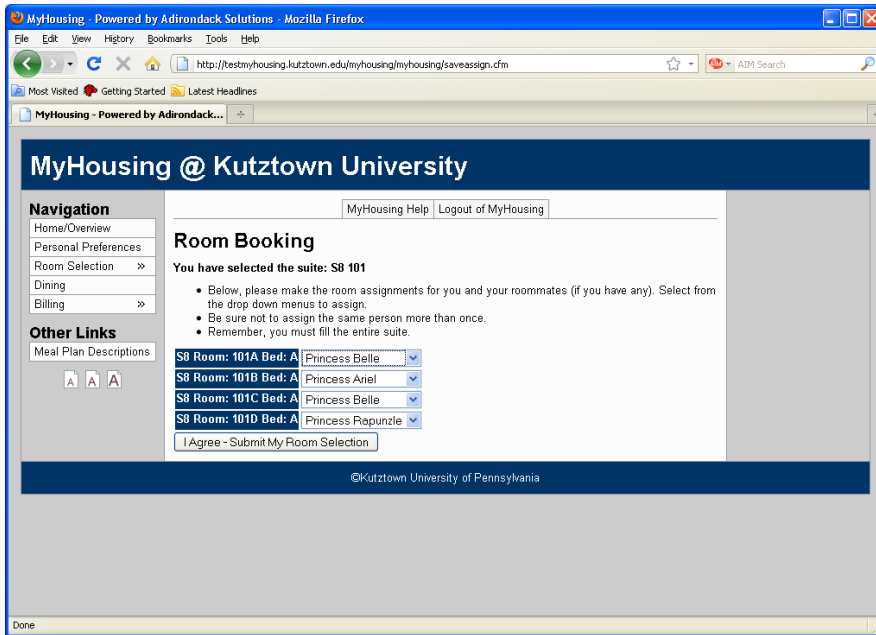 MyHousing - Powered by Adirondack Solutions - Mozilla Firefox
File Edit View History Bookmarks Tools Help
http://testmyhousing.kutztown.edu/myhousing/myhousing/saveassign.cfm
AIM Search
Most Visited Getting Started Latest Headlines
MyHousing - Powered by Adirondack...
MyHousing @ Kutztown University
Navigation
Home/Overview
Personal Preferences
Room Selection »
Dining
Billing »
Other Links
Meal Plan Descriptions
A A A
MyHousing Help Logout of MyHousing
Room Booking
You have selected the suite: S8 101
• Below, please make the room assignments for you and your roommates (if you have any). Select from
the drop down menus to assign.
• Be sure not to assign the same person more than once.
• Remember, you must fill the entire suite.
S8 Room: 101A Bed: A Princess Belle
S8 Room: 101B Bed: A Princess Ariel
S8 Room: 101C Bed: A Princess Belle
S8 Room: 101D Bed: A Princess Rapunzle
I Agree - Submit My Room Selection
©Kutztown University of Pennsylvania
Done